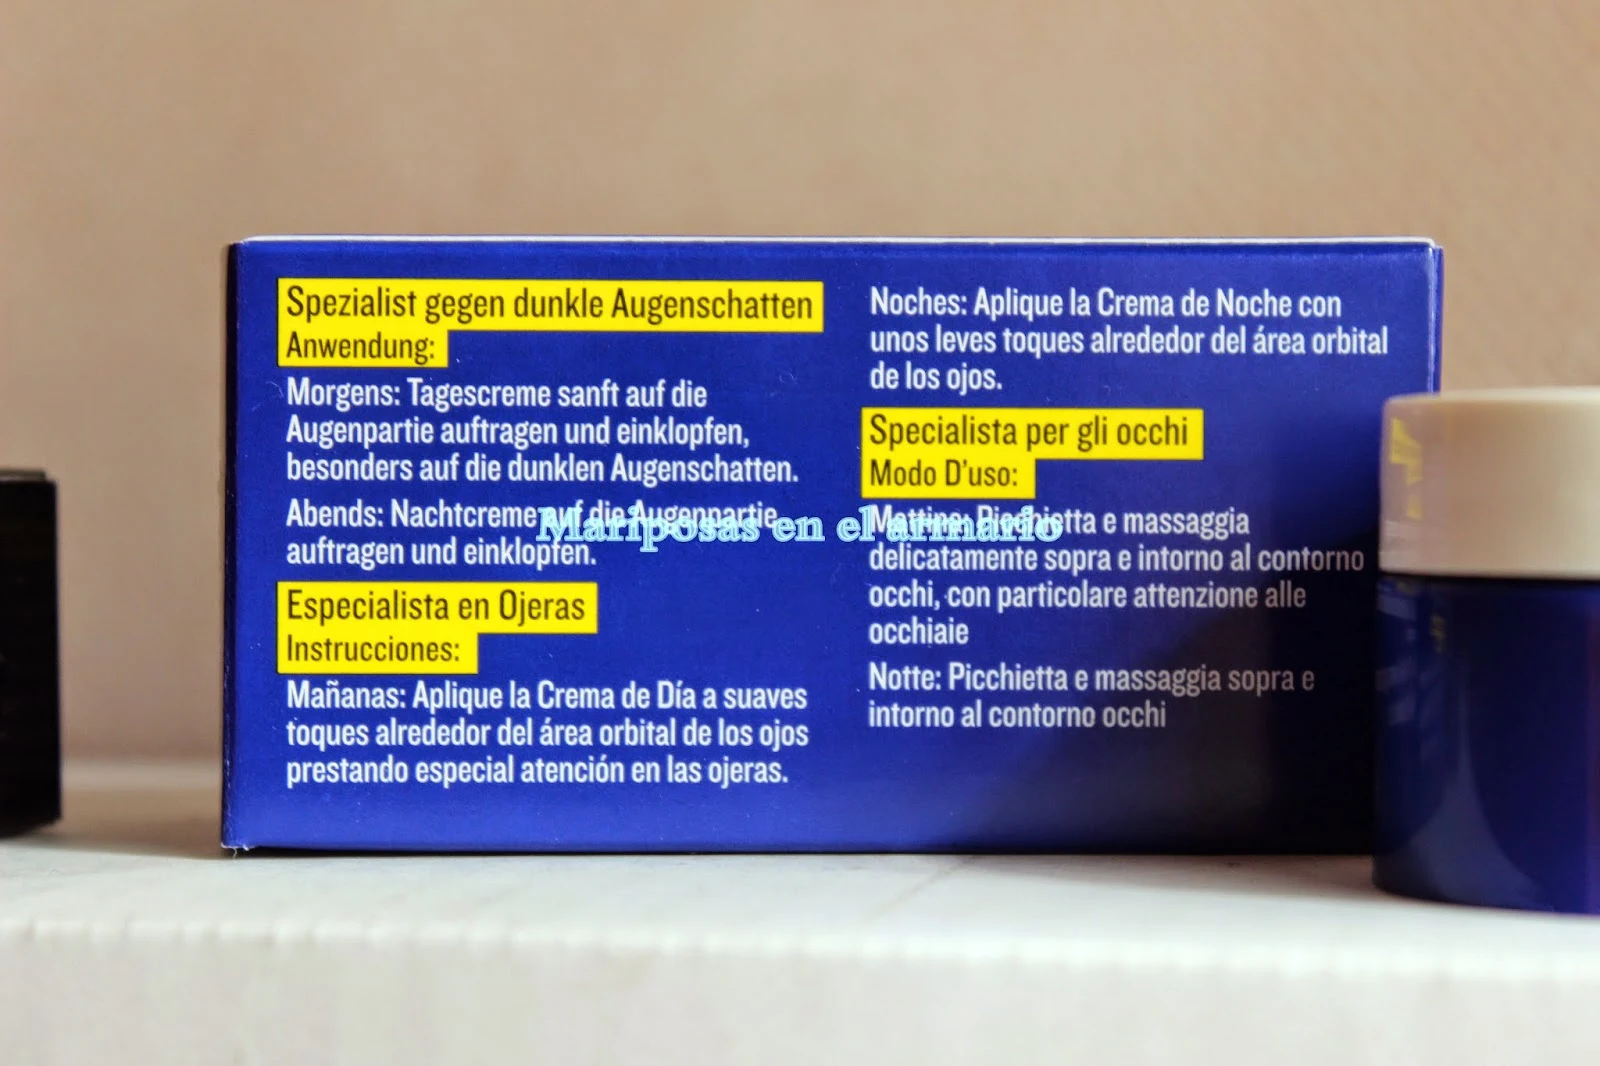 Spezialist gegen dunkle Augenschatten
Anwendung:
Morgens: Tagescreme sanft auf die
Augenpartie auftragen und einklopfen,
besonders auf die dunklen Augenschatten.
Abends: Nachtcreme auf die Augenpartie
auftragen und einklopfen.
Especialista en Ojeras
Instrucciones:
Mañanas: Aplique la Crema de Día a suaves
toques alrededor del área orbital de los ojos
prestando especial atención en las ojeras.
Noches: Aplique la Crema de Noche con
unos leves toques alrededor del área orbital
de los ojos.
Specialista per gli occhi
Modo D'uso:
Mattino: Picchietta e massaggia
delicatamente sopra e intorno al contorno
occhi, con particolare attenzione alle
occhiaie
Notte: Picchietta e massaggia sopra e
intorno al contorno occhi
Mariposas en el armario